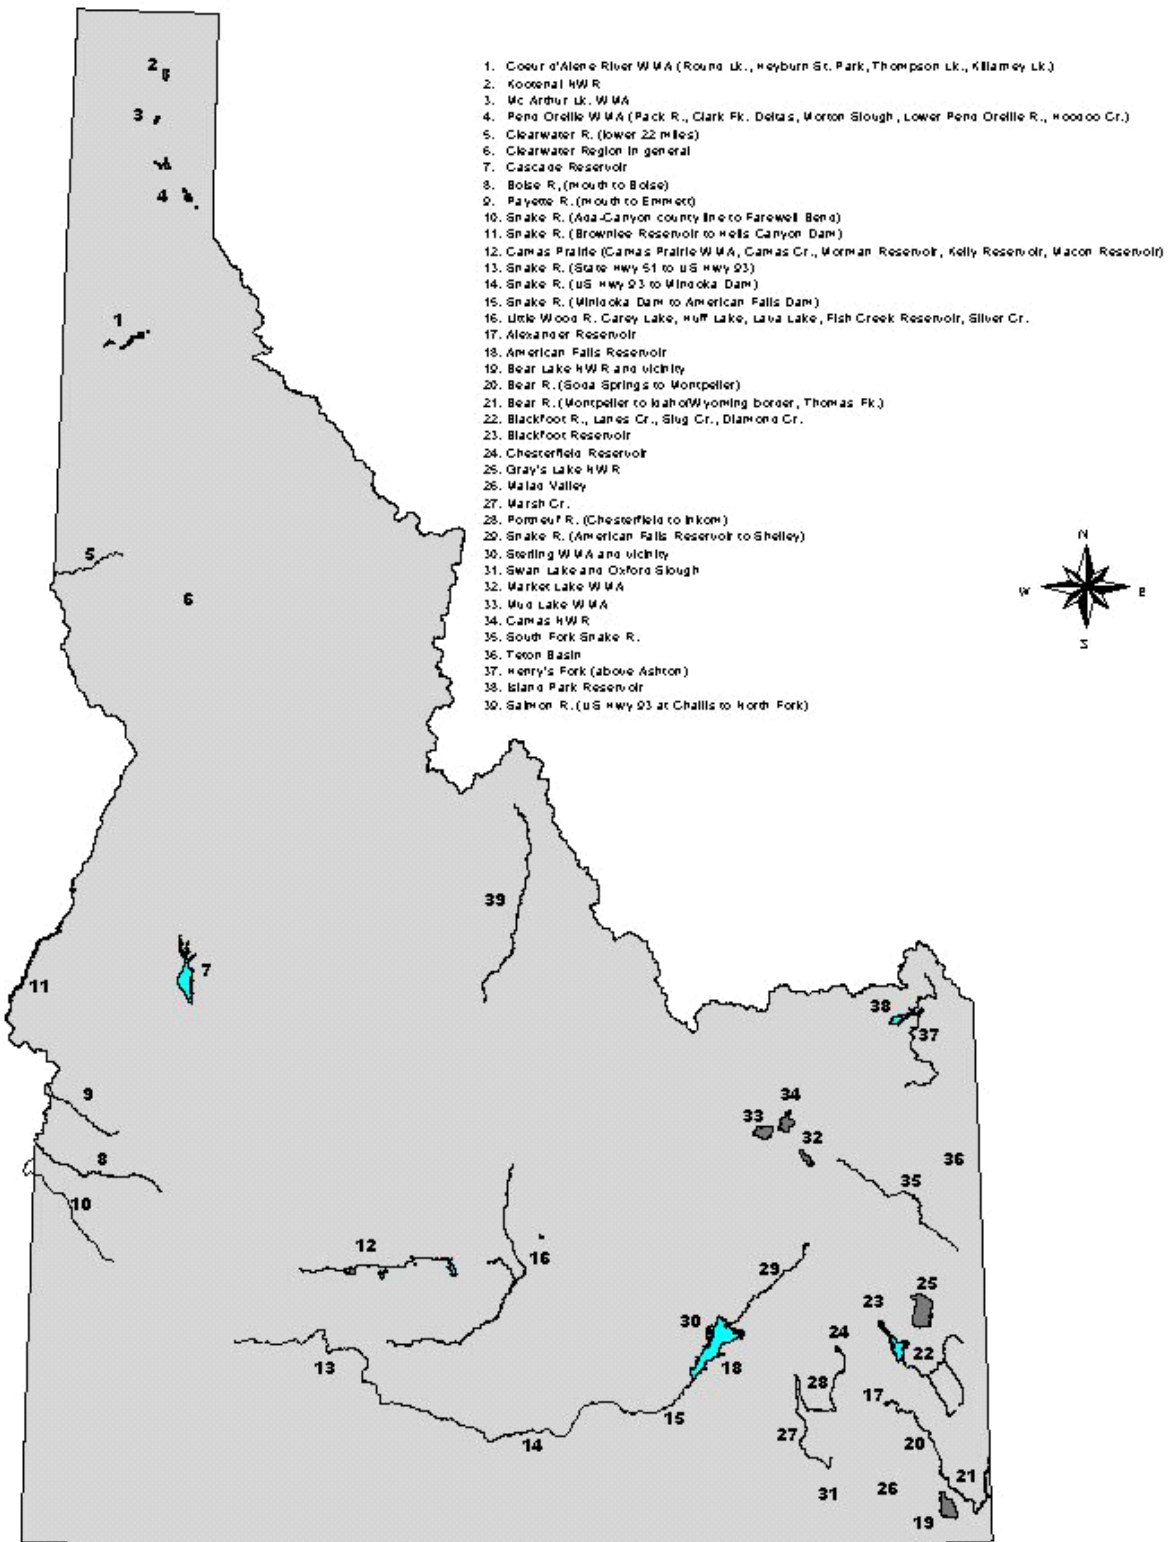 1. Coeur d'Alene River WMA (Round Lk., Heyburn St. Park, Thompson Lk., Killarney Lk.)
2. Kootenai NWR
3. Mc Arthur Lk. WMA
4. Pend Oreille WMA (Pack R., Clark Fk. Deltas, Morton Slough, Lower Pend Oreille R., Hoodoo Cr.)
5. Clearwater R. (lower 22 miles)
6. Clearwater Region in general
7. Cascade Reservoir
8. Boise R, (mouth to Boise)
9. Payette R. (mouth to Emmett)
10. Snake R. (Ada-Canyon county line to Farewell Bend)
11. Snake R. (Brownlee Reservoir to Hells Canyon Dam)
12. Camas Prairie (Camas Prairie WMA, Camas Cr., Morman Reservoir, Kelly Reservoir, Macon Reservoir)
13. Snake R. (State Hwy 51 to US Hwy 93)
14. Snake R. (US Hwy 93 to Minidoka Dam)
15. Snake R. (Minidoka Dam to American Falls Dam)
16. Little Wood R. Carey Lake, Huff Lake, Lava Lake, Fish Creek Reservoir, Silver Cr.
17. Alexander Reservoir
18. American Falls Reservoir
19. Bear Lake NWR and vicinity
20. Bear R. (Soda Springs to Montpelier)
21. Bear R. (Montpelier to Idaho/Wyoming border, Thomas Fk.)
22. Blackfoot R., Lanes Cr., Slug Cr., Diamond Cr.
23. Blackfoot Reservoir
24. Chesterfield Reservoir
25. Gray's Lake NWR
26. Malad Valley
27. Marsh Cr.
28. Portneuf R. (Chesterfield to Inkom)
29. Snake R. (American Falls Reservoir to Shelley)
30. Sterling WMA and vicinity
31. Swan Lake and Oxford Slough
32. Market Lake WMA
33. Mud Lake WMA
34. Camas NWR
35. South Fork Snake R.
36. Teton Basin
37. Henry's Fork (above Ashton)
38. Island Park Reservoir
39. Salmon R. (US Hwy 93 at Challis to North Fork)
N
W E
S
2
3
4
1
5
6
39
7
11
38
37
9
34
33
32
8
36
35
10
12
16
29
25
30
23
24
22
13
18
28
17
15
27
20
14
21
26
31
19